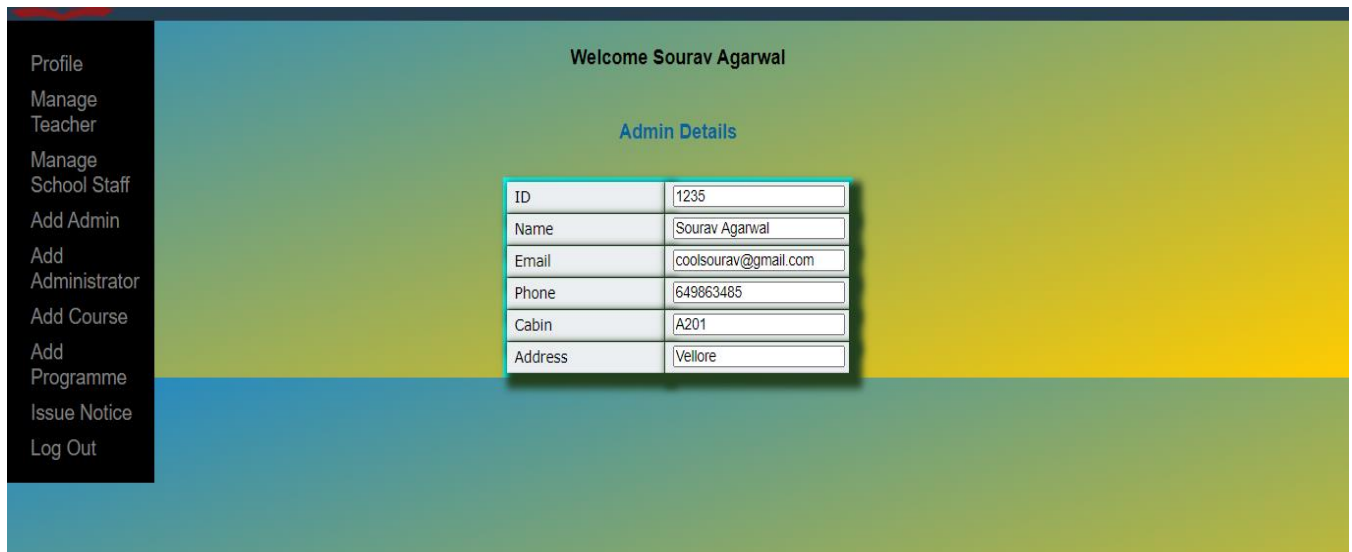 Profile
Manage
Teacher
Manage
School Staff
Add Admin
Add
Administrator
Add Course
Add
Programme
Issue Notice
Log Out
Welcome Sourav Agarwal
Admin Details
ID 1235
Name Sourav Agarwal
Email coolsourav@gmail.com
Phone 649863485
Cabin A201
Address Vellore